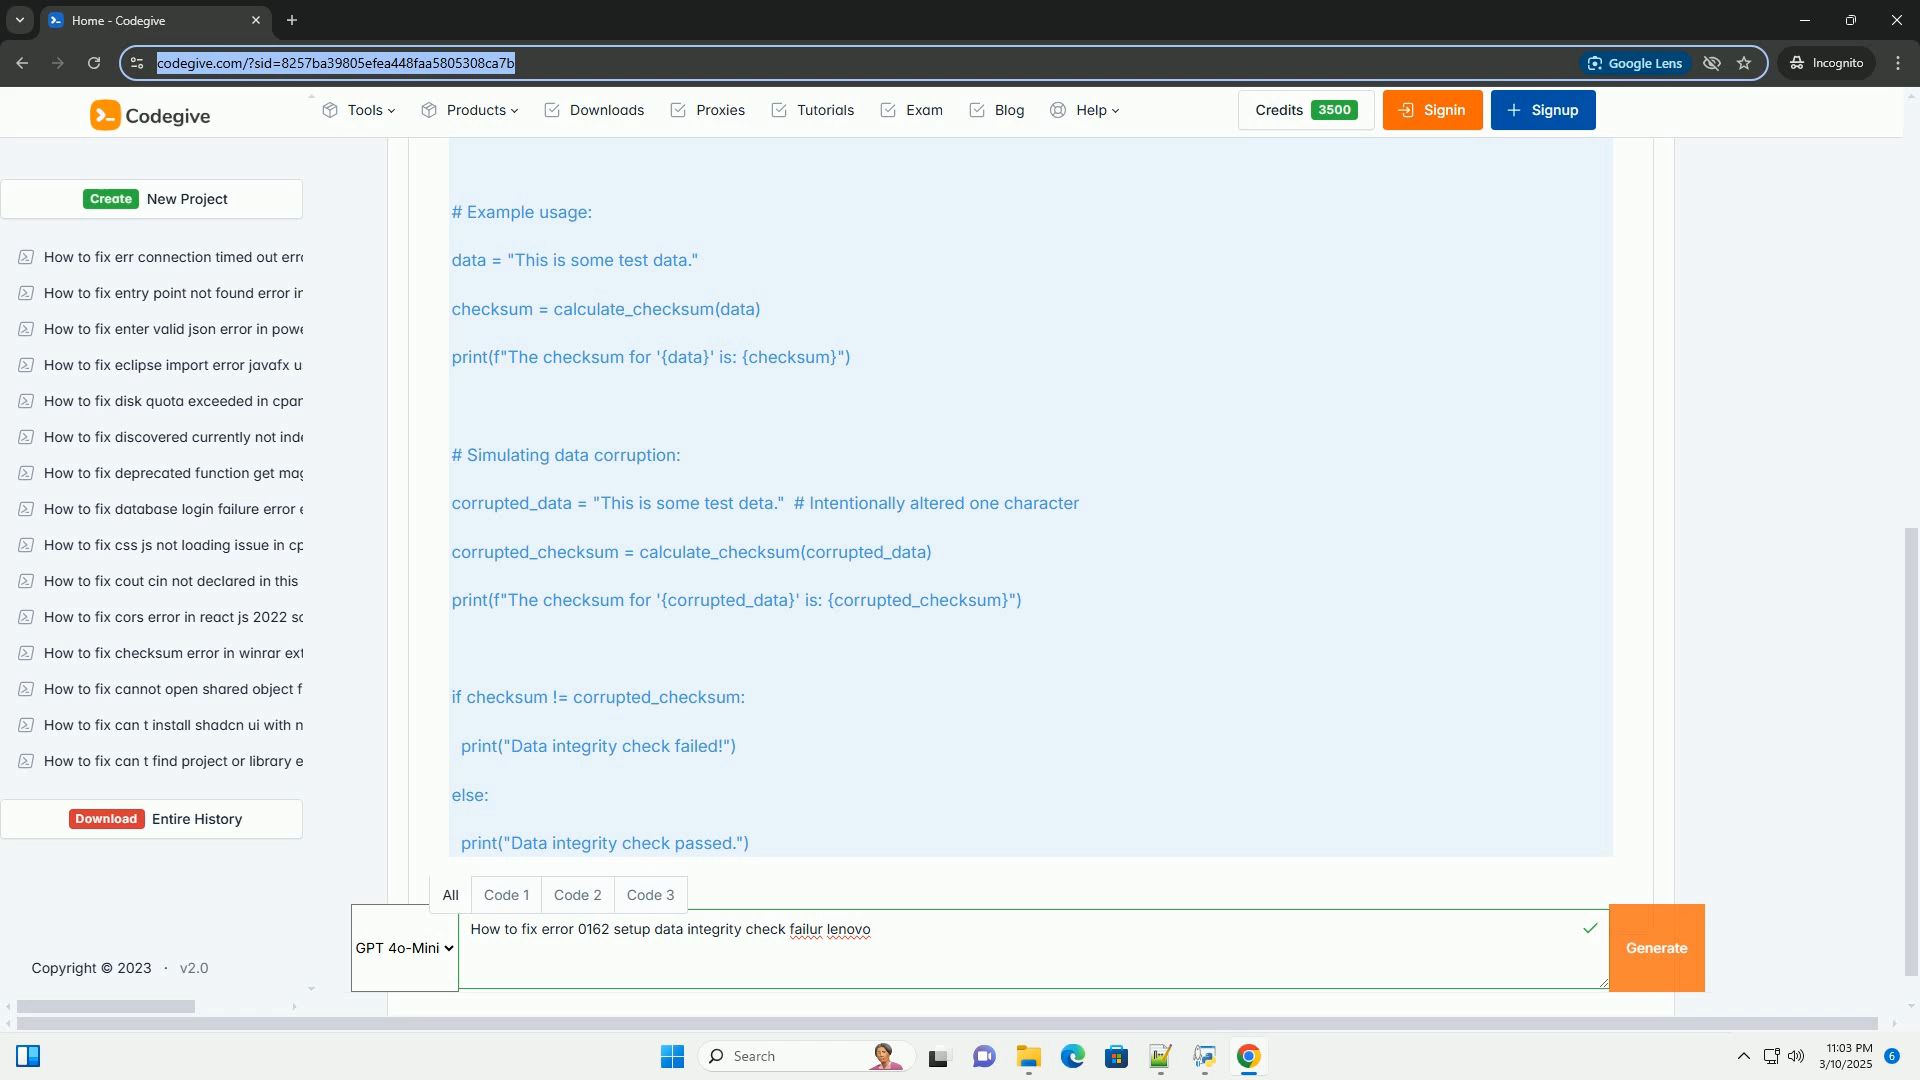 Home - Codegive
codegive.com/?sid=8257ba39805efea448faa5805308ca7b
Google Lens
Incognito
Codegive
Tools
Products
Downloads
Proxies
Tutorials
Exam
Blog
Help
Credits 3500
Signin
Signup
Create New Project
How to fix err connection timed out erro
How to fix entry point not found error in
How to fix enter valid json error in powe
How to fix eclipse import error javafx u
How to fix disk quota exceeded in cpan
How to fix discovered currently not inde
How to fix deprecated function get mag
How to fix database login failure error e
How to fix css js not loading issue in cp
How to fix cout cin not declared in this
How to fix cors error in react js 2022 so
How to fix checksum error in winrar ext
How to fix cannot open shared object f
How to fix can t install shadcn ui with n
How to fix can t find project or library e
Download Entire History
Copyright © 2023 · v2.0
# Example usage:
data = "This is some test data."
checksum = calculate_checksum(data)
print(f"The checksum for '{data}' is: {checksum}")
# Simulating data corruption:
corrupted_data = "This is some test deta." # Intentionally altered one character
corrupted_checksum = calculate_checksum(corrupted_data)
print(f"The checksum for '{corrupted_data}' is: {corrupted_checksum}")
if checksum != corrupted_checksum:
print("Data integrity check failed!")
else:
print("Data integrity check passed.")
All
Code 1
Code 2
Code 3
GPT 4o-Mini
How to fix error 0162 setup data integrity check failur lenovo
Generate
Search
11:03 PM
3/10/2025
6